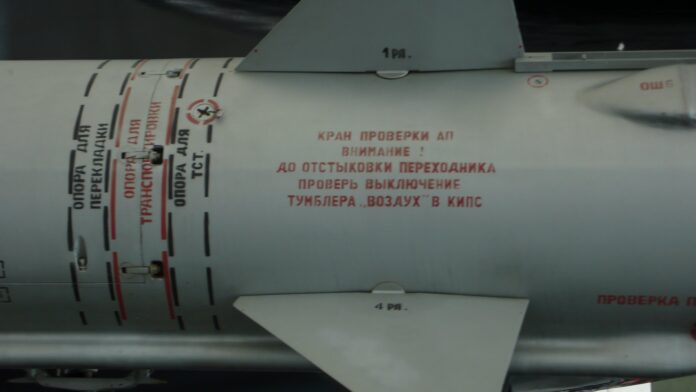 1 РЛ.
ОШБ
ОПОРА ДЛЯ
ПЕРЕКЛАДКИ
ОПОРА ДЛЯ
ТРАНСПОРТИРОВКИ
ОПОРА ДЛЯ
ТСТ.
КРАН ПРОВЕРКИ АП
ВНИМАНИЕ !
ДО ОТСТЫКОВКИ ПЕРЕХОДНИКА
ПРОВЕРЬ ВЫКЛЮЧЕНИЕ
ТУМБЛЕРА „ВОЗДУХ" В КИПС
4 РЛ.
ПРОВЕРКА